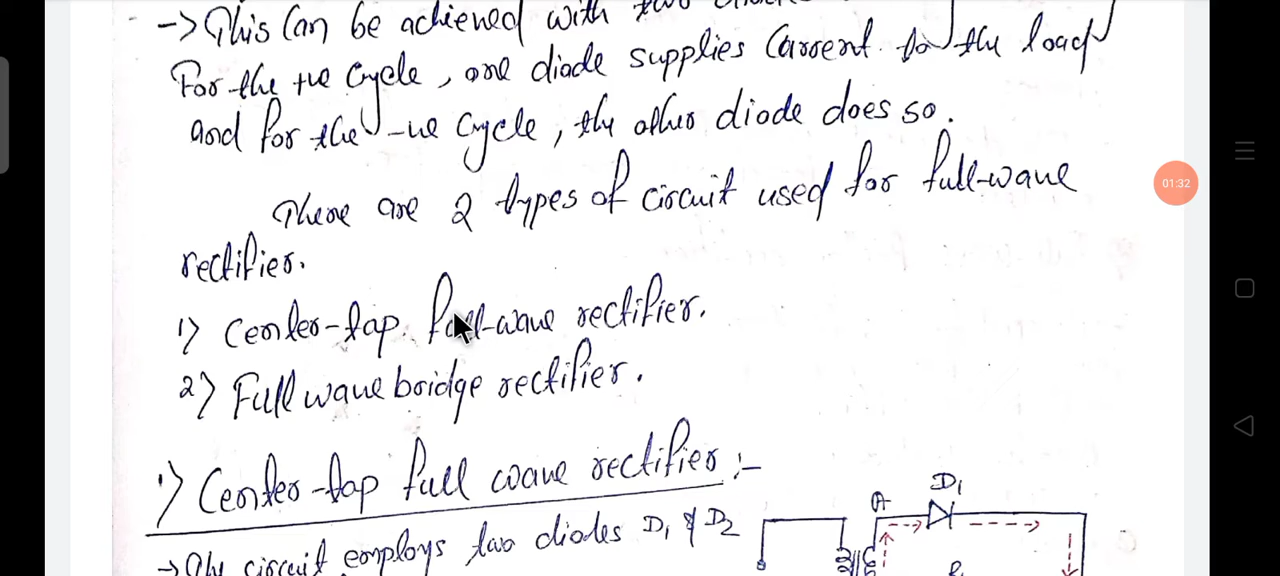 -> This can be achieved with two
For the +ve Cycle, one diode supplies Current to the load
and for the -ve Cycle, the other diode does so.
There are 2 types of circuit used for full-wave
rectifier.
1) Center-tap full-wave rectifier.
2) Full wave bridge rectifier.
1) Center-tap full wave rectifier :-
-> The circuit employs two diodes D1 & D2
A D1
01:32